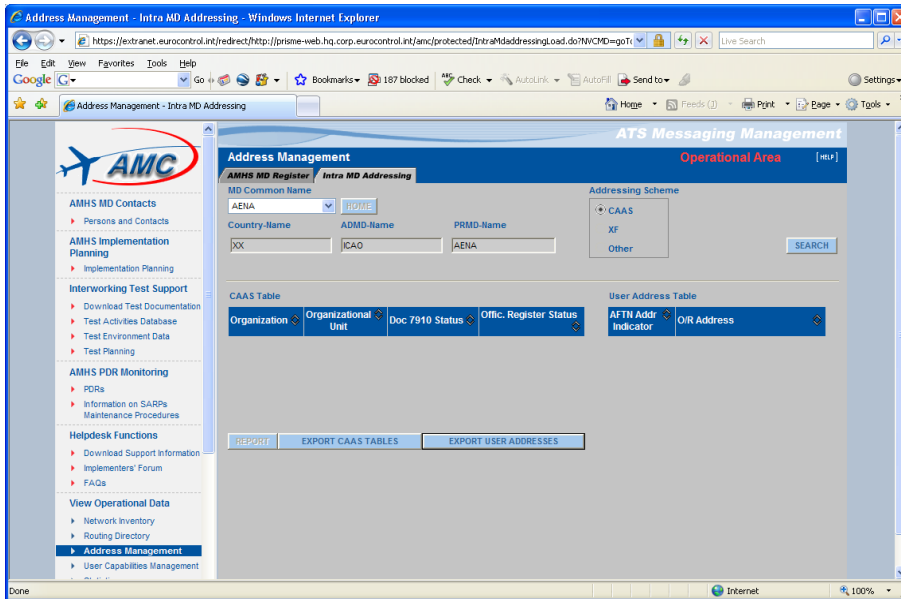 Address Management - Intra MD Addressing - Windows Internet Explorer
https://extranet.eurocontrol.int/redirect/http://prisme-web.hq.corp.eurocontrol.int/amc/protected/IntraMdaddressingLoad.do?NVCMD=goT
Live Search
File Edit View Favorites Tools Help
Google G Go Bookmarks 187 blocked ABC Check AutoLink AutoFill Send to Settings
Address Management - Intra MD Addressing
Home Feeds (J) Print Page Tools
ATS Messaging Management
AMC
Address Management Operational Area [HELP]
AMHS MD Register Intra MD Addressing
MD Common Name Addressing Scheme
AENA HOME CAAS
Country-Name ADMD-Name PRMD-Name XF
XX ICAO AENA Other SEARCH
CAAS Table User Address Table
Organization Organizational Unit Doc 7910 Status Offic. Register Status AFTN Addr Indicator O/R Address
REPORT EXPORT CAAS TABLES EXPORT USER ADDRESSES
AMHS MD Contacts
Persons and Contacts
AMHS Implementation
Planning
Implementation Planning
Interworking Test Support
Download Test Documentation
Test Activities Database
Test Environment Data
Test Planning
AMHS PDR Monitoring
PDRs
Information on SARPs
Maintenance Procedures
Helpdesk Functions
Download Support Information
Implementers' Forum
FAQs
View Operational Data
Network Inventory
Routing Directory
Address Management
User Capabilities Management
Done Internet 100%